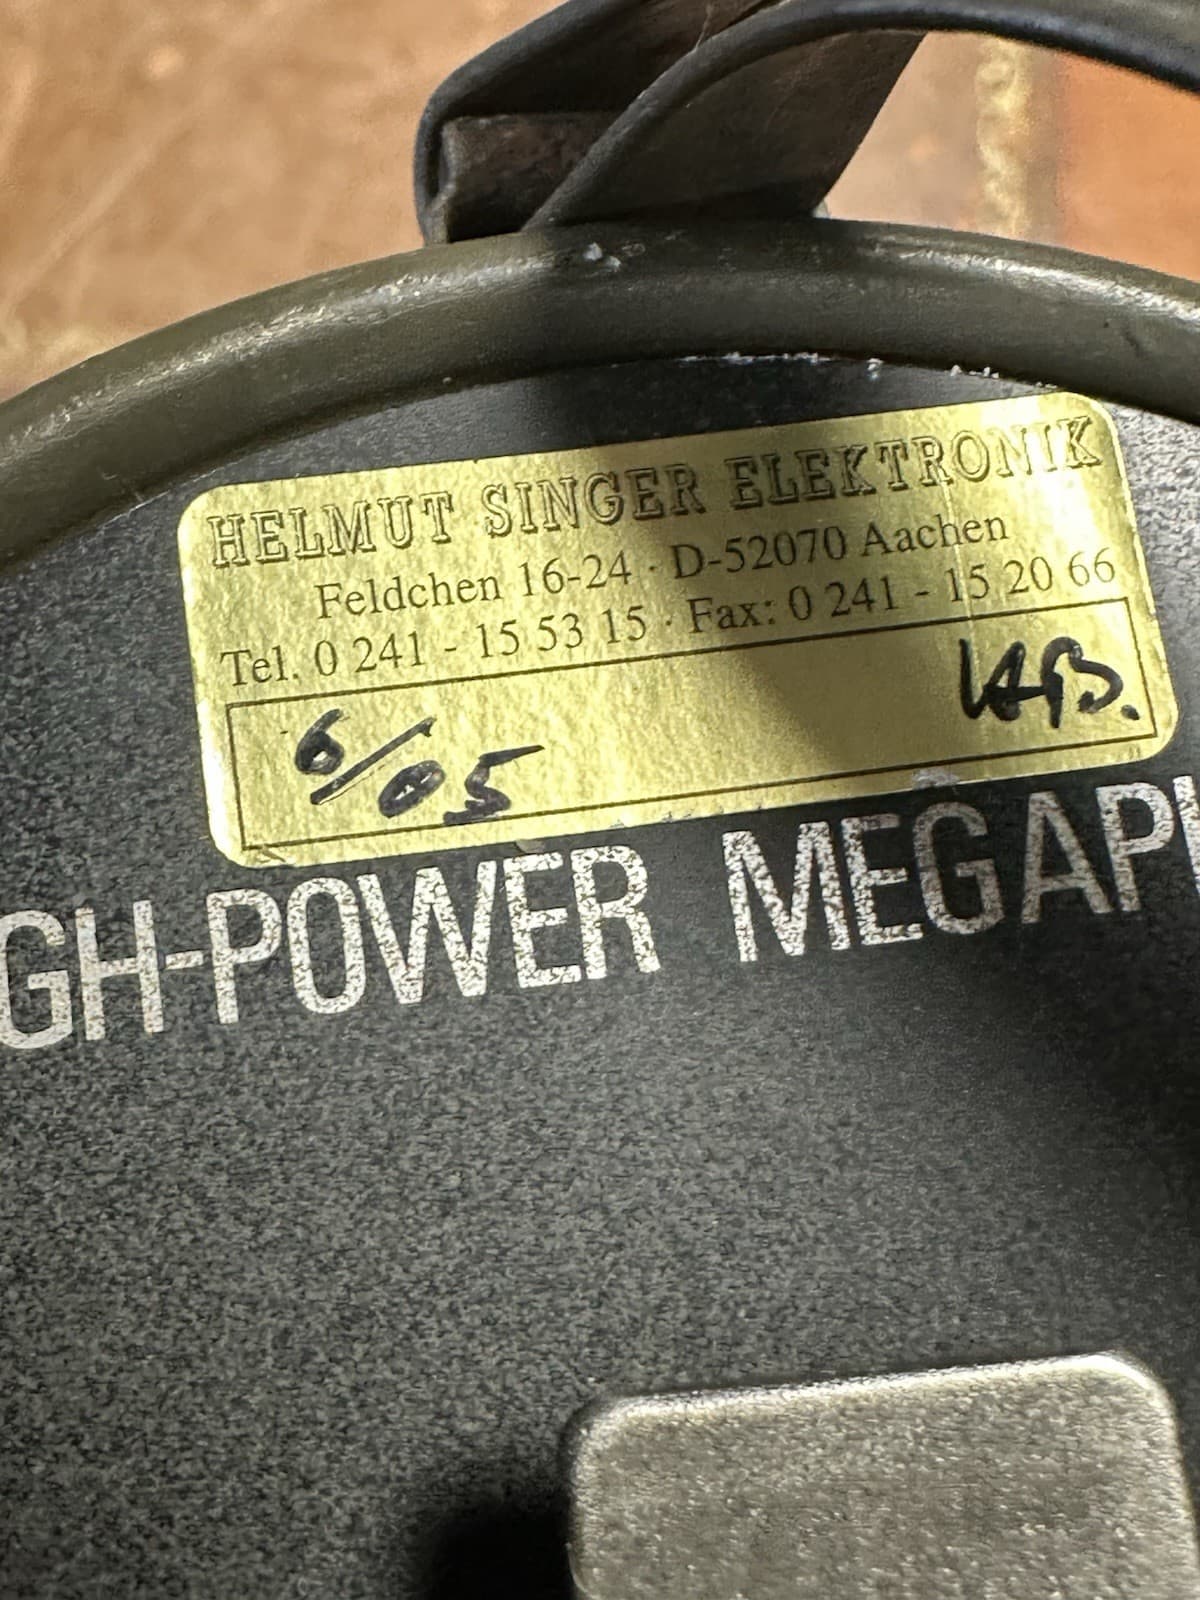 HELMUT SINGER ELEKTRONIK
Feldchen 16-24 · D-52070 Aachen
Tel. 0 241 - 15 53 15 · Fax: 0 241 - 15 20 66
6/05
GH-POWER MEGAP